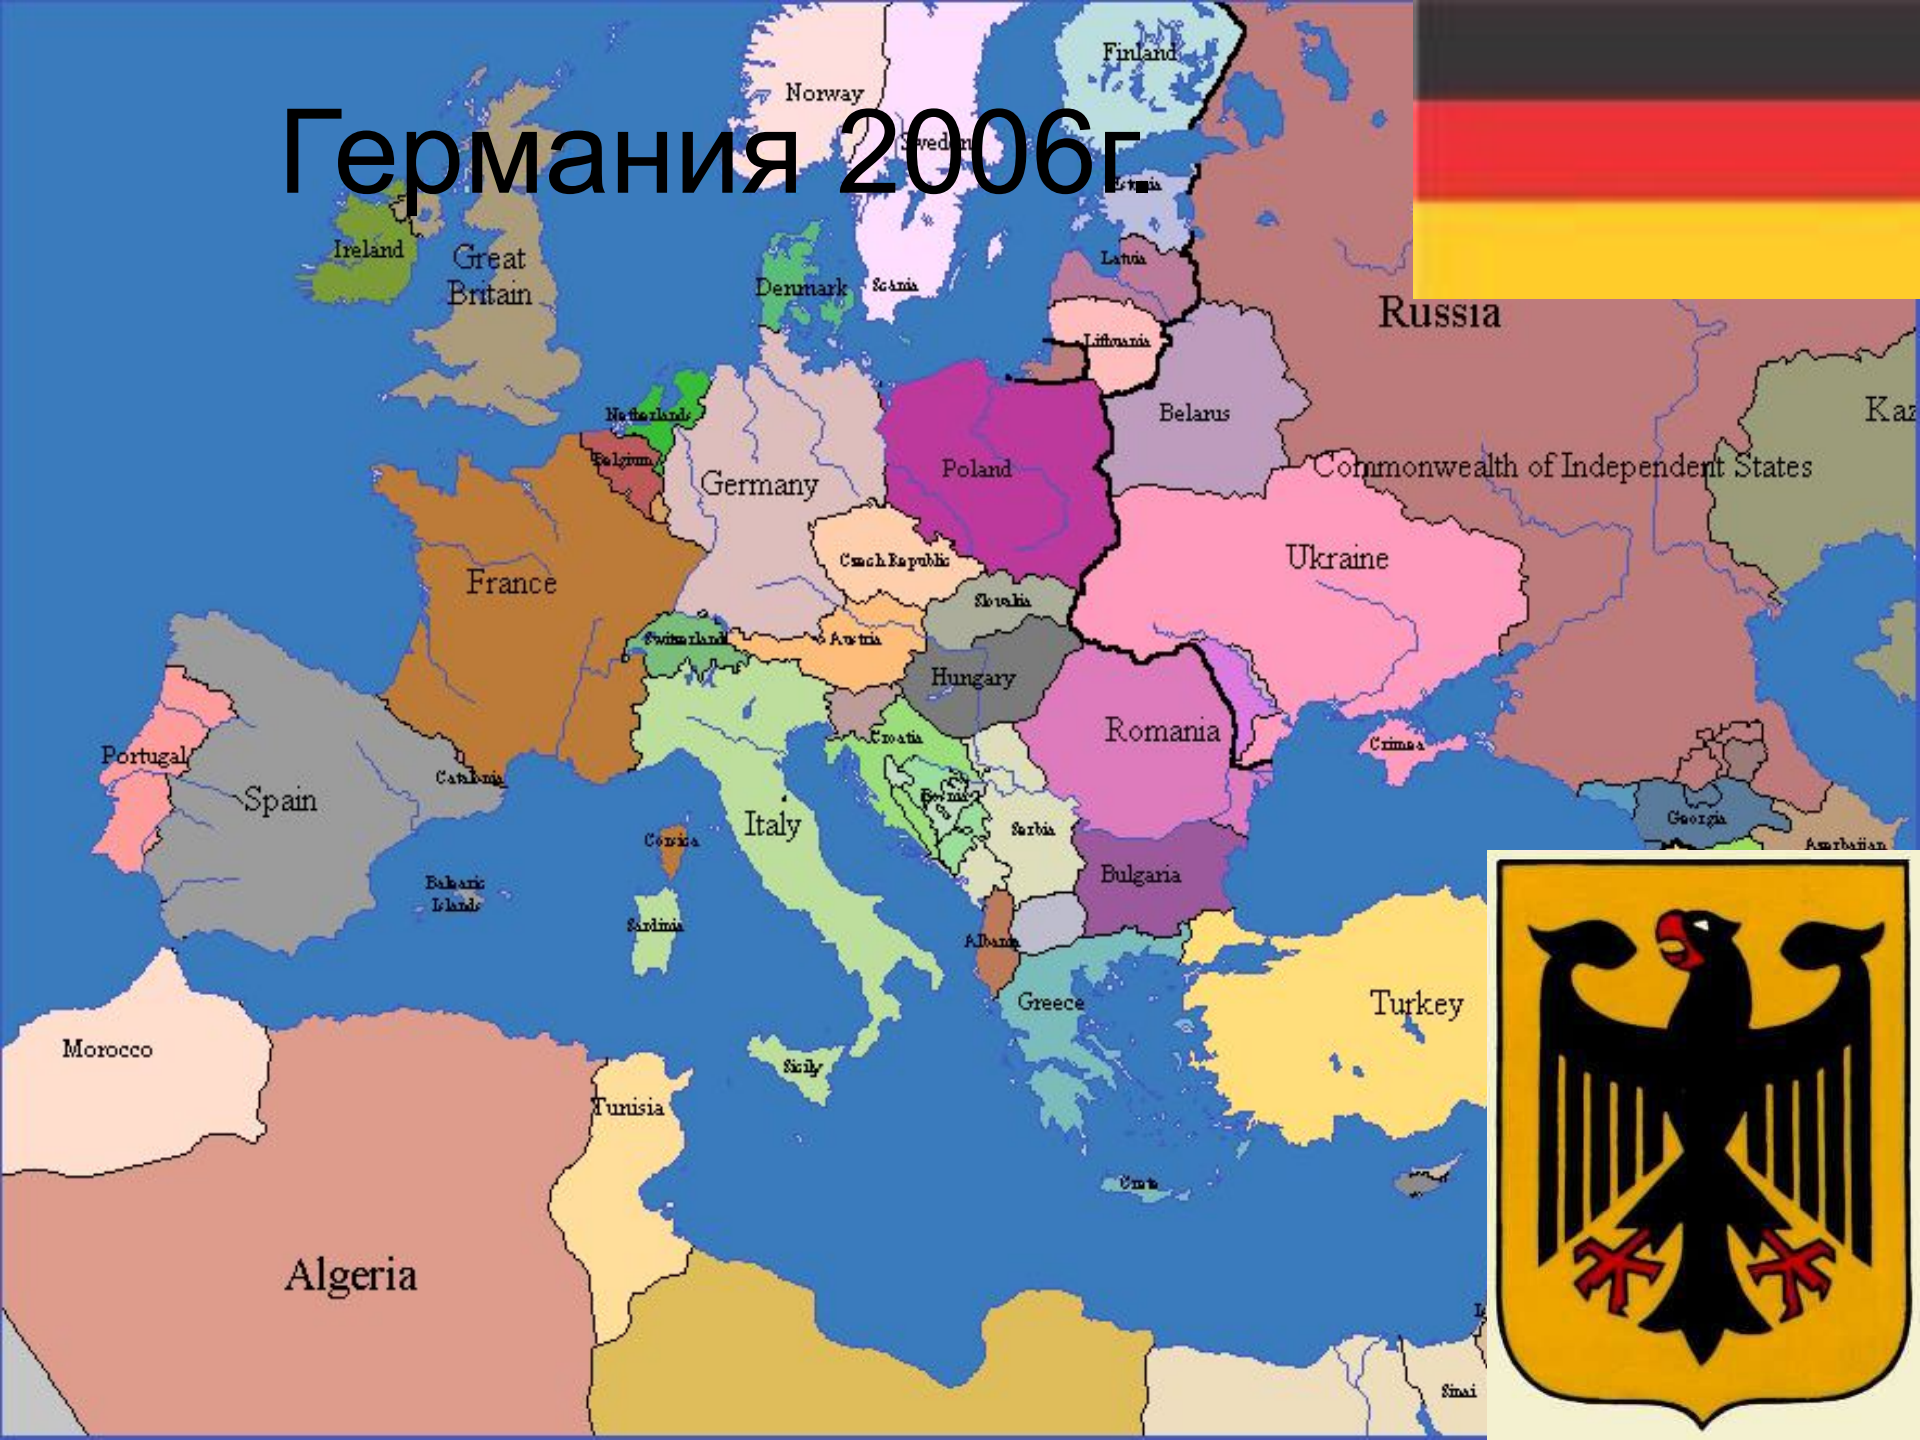 Finland
Norway
Германия 2006г.
Sweden
Estonia
Ireland
Great
Britain
Latvia
Denmark
Scania
Russia
Lithuania
Netherlands
Belarus
Kaz
Belgium
Germany
Poland
Commonwealth of Independent States
Czech Republic
Ukraine
France
Slovakia
Switzerland
Austria
Hungary
Romania
Croatia
Crimea
Portugal
Catalonia
Spain
Bosnia
Italy
Serbia
Georgia
Corsica
Azerbaijan
Balearic
Islands
Bulgaria
Sardinia
Albania
Greece
Turkey
Morocco
Sicily
Tunisia
Crete
Algeria
Sinai